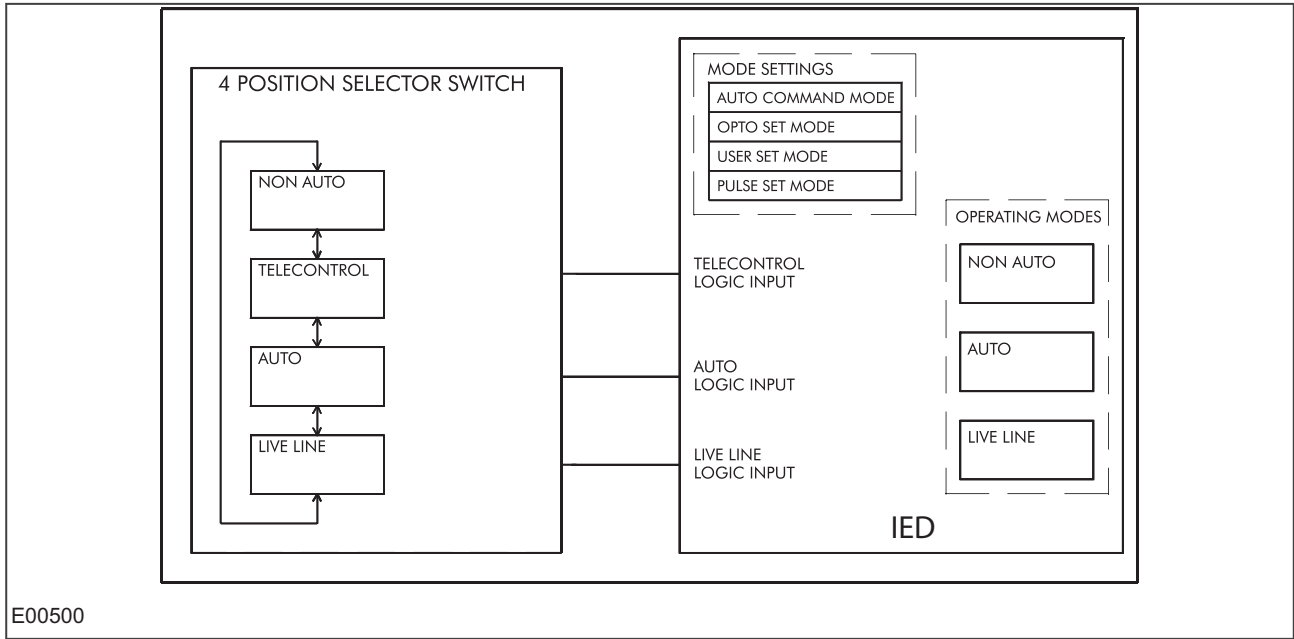 4 POSITION SELECTOR SWITCH
NON AUTO
TELECONTROL
AUTO
LIVE LINE
MODE SETTINGS
AUTO COMMAND MODE
OPTO SET MODE
USER SET MODE
PULSE SET MODE
TELECONTROL
LOGIC INPUT
AUTO
LOGIC INPUT
LIVE LINE
LOGIC INPUT
OPERATING MODES
NON AUTO
AUTO
LIVE LINE
IED
E00500